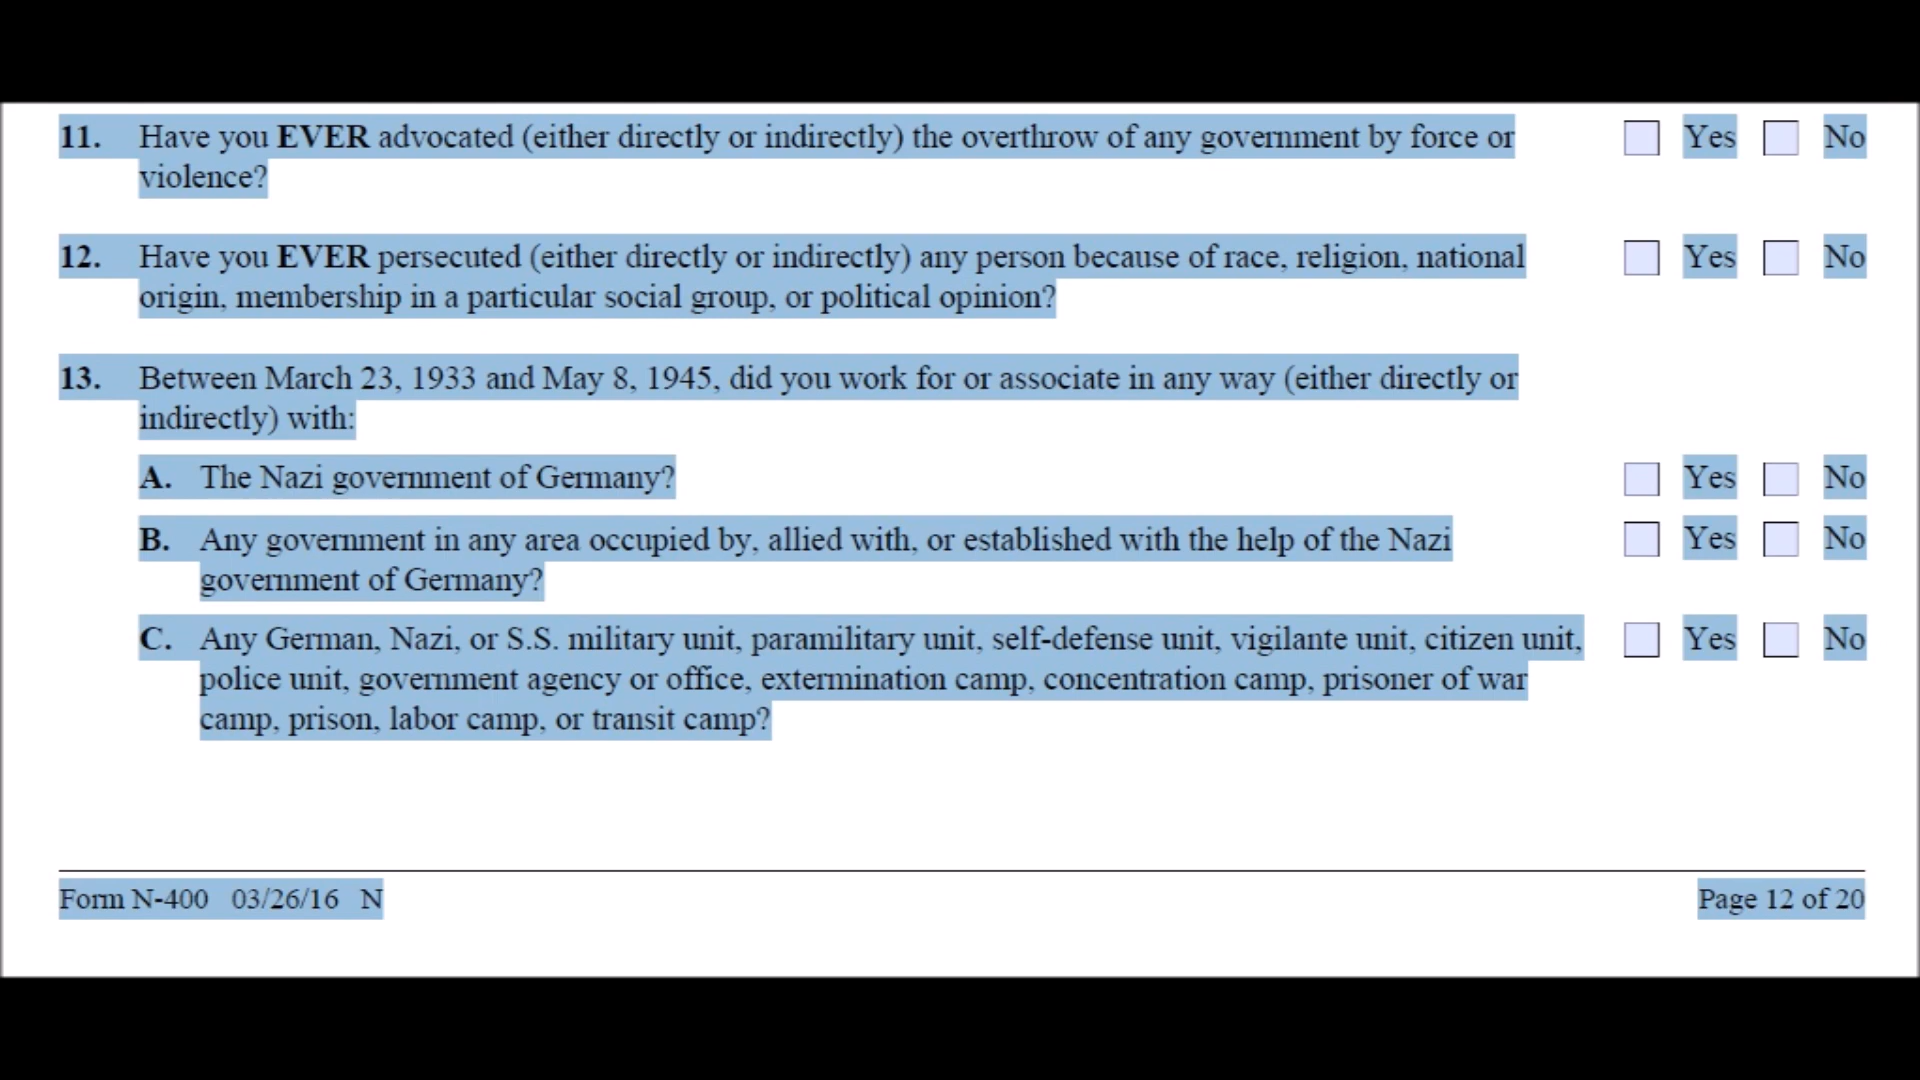 11. Have you EVER advocated (either directly or indirectly) the overthrow of any government by force or Yes No
violence?
12. Have you EVER persecuted (either directly or indirectly) any person because of race, religion, national Yes No
origin, membership in a particular social group, or political opinion?
13. Between March 23, 1933 and May 8, 1945, did you work for or associate in any way (either directly or
indirectly) with:
A. The Nazi government of Germany? Yes No
B. Any government in any area occupied by, allied with, or established with the help of the Nazi Yes No
government of Germany?
C. Any German, Nazi, or S.S. military unit, paramilitary unit, self-defense unit, vigilante unit, citizen unit, Yes No
police unit, government agency or office, extermination camp, concentration camp, prisoner of war
camp, prison, labor camp, or transit camp?
Form N-400 03/26/16 N Page 12 of 20